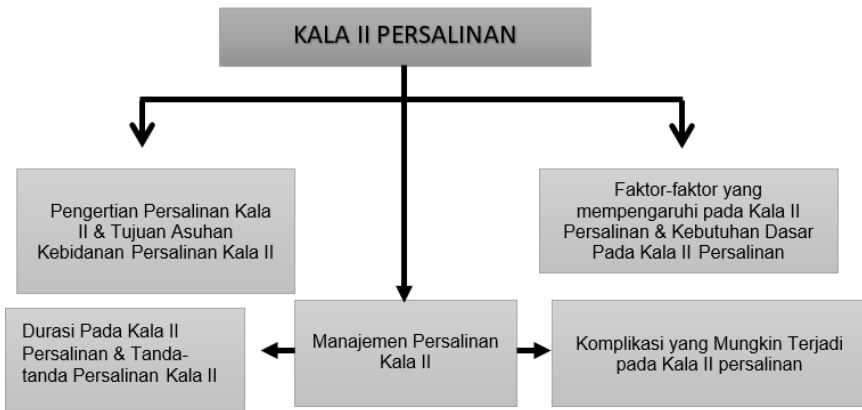 KALA II PERSALINAN
Pengertian Persalinan Kala
II & Tujuan Asuhan
Kebidanan Persalinan Kala II
Faktor-faktor yang
mempengaruhi pada Kala II
Persalinan & Kebutuhan Dasar
Pada Kala II Persalinan
Durasi Pada Kala II
Persalinan & Tanda-
tanda Persalinan Kala II
Manajemen Persalinan
Kala II
Komplikasi yang Mungkin Terjadi
pada Kala II persalinan